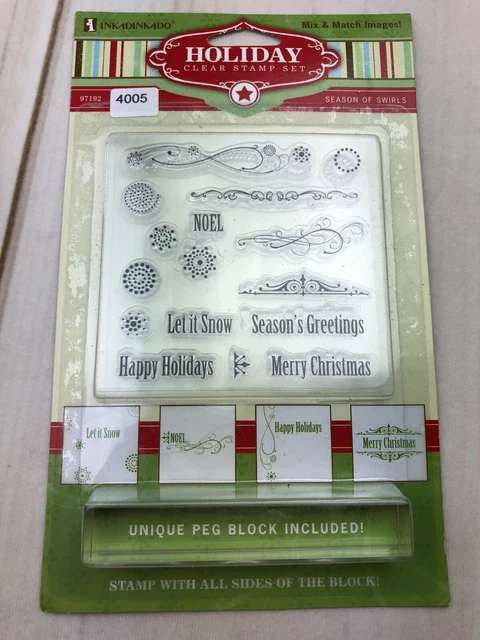 INKADINKADO®
Mix & Match Images!
HOLIDAY
CLEAR STAMP SET
97192
4005
SEASON OF SWIRLS
NOEL
Let it Snow
Season's Greetings
Happy Holidays
Merry Christmas
Let it Snow
NOEL
Happy Holidays
Merry Christmas
UNIQUE PEG BLOCK INCLUDED!
STAMP WITH ALL SIDES OF THE BLOCK!